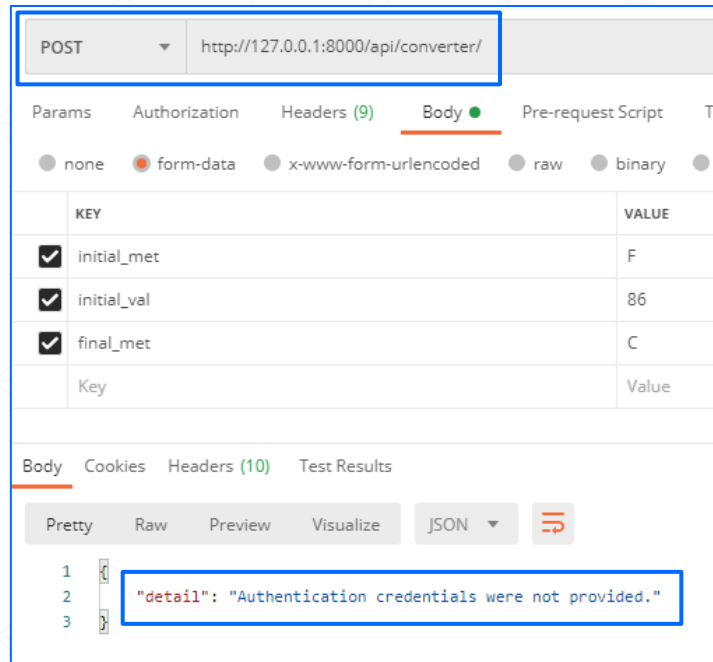 POST http://127.0.0.1:8000/api/converter/
Params Authorization Headers (9) Body Pre-request Script T
none form-data x-www-form-urlencoded raw binary
KEY VALUE
initial_met F
initial_val 86
final_met C
Key Value
Body Cookies Headers (10) Test Results
Pretty Raw Preview Visualize JSON
1 {
2 "detail": "Authentication credentials were not provided."
3 }